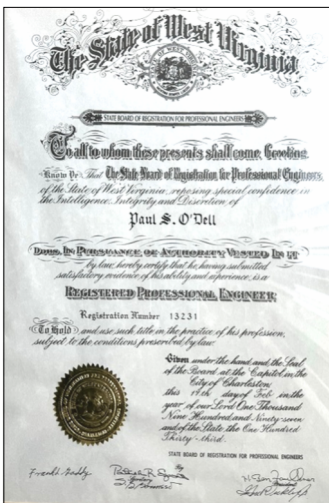 The State of West Virginia
STATE BOARD OF REGISTRATION FOR PROFESSIONAL ENGINEERS
To all to whom these presents shall come, Greeting
Know Ye, That The State Board of Registration for Professional Engineers
of the State of West Virginia, reposing special confidence in
the Intelligence, Integrity and Discretion of
Paul S. O'Dell
DOES, IN PURSUANCE OF AUTHORITY VESTED IN IT
by law, hereby certify that he, having submitted
satisfactory evidence of his ability and experience, is a
REGISTERED PROFESSIONAL ENGINEER,
Registration Number 13231
To Hold and use such title in the practice of his profession,
subject to the conditions prescribed by law.
Given under the hand and the Seal
of the Board at the Capitol in the
City of Charleston
this 19th day of Feb in the
year of our Lord One Thousand
Nine Hundred and Ninety-seven
and of the State the One Hundred
Thirty-third.
STATE BOARD OF REGISTRATION FOR PROFESSIONAL ENGINEERS
By